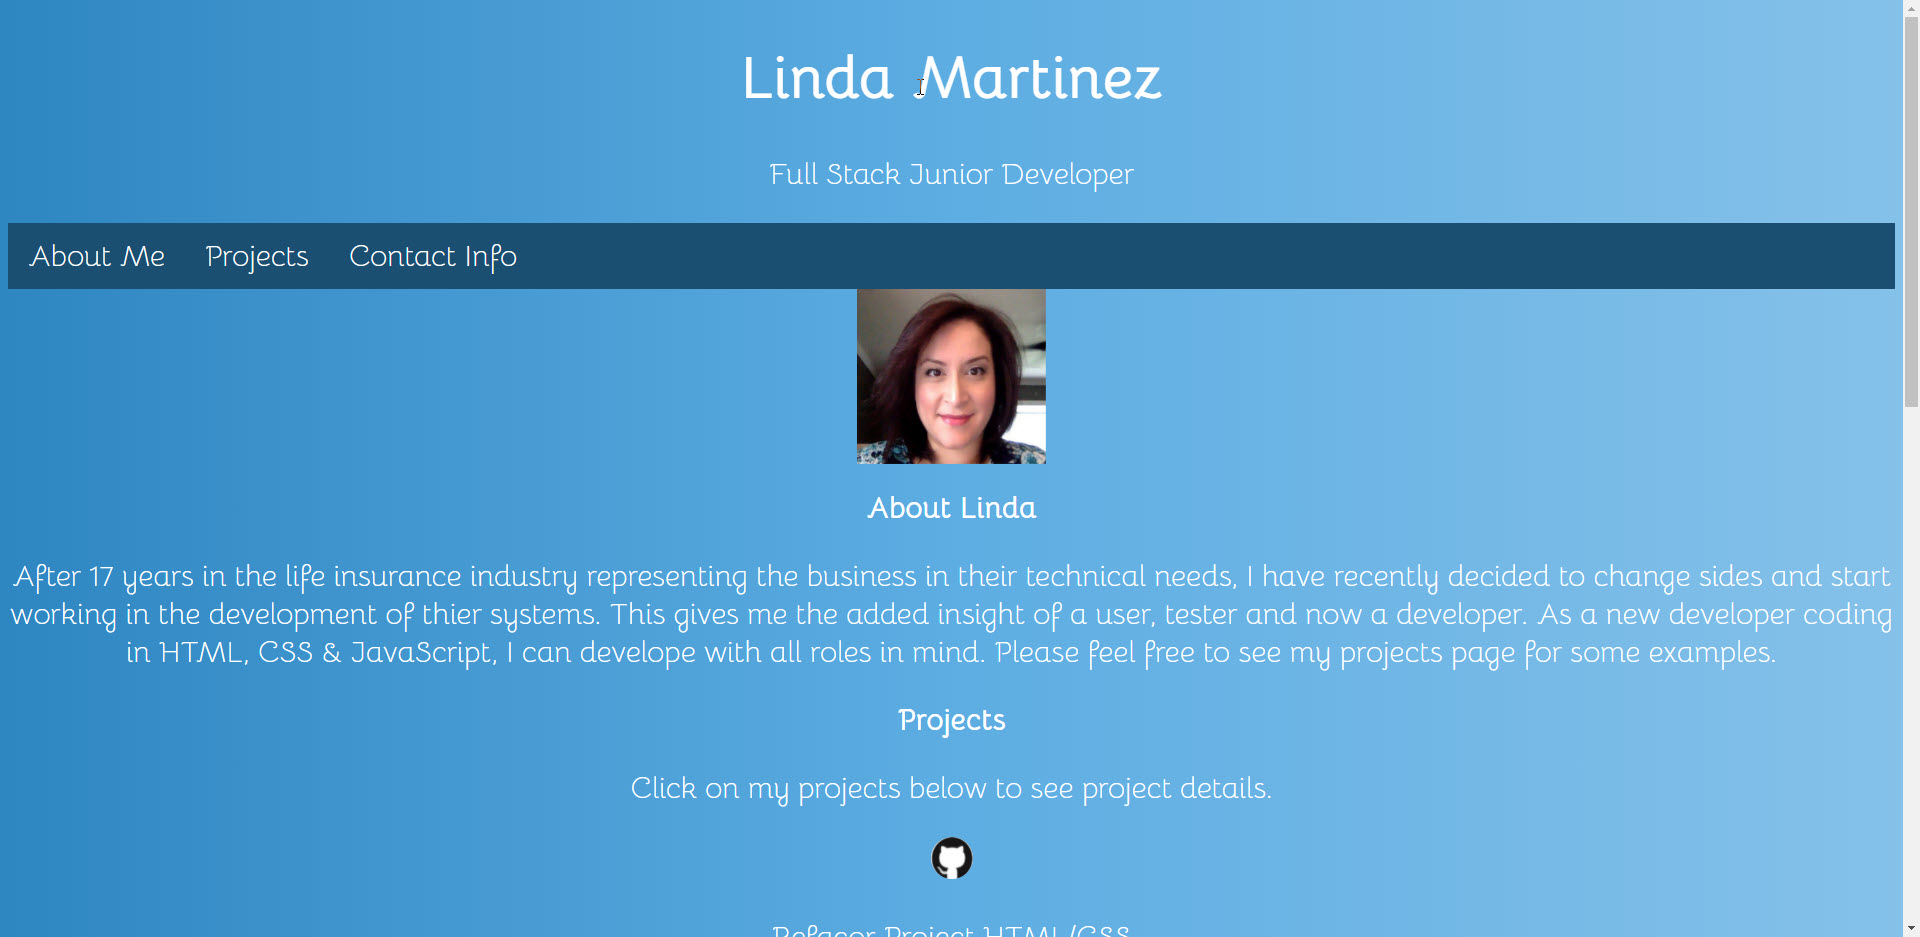 Linda Martinez
Full Stack Junior Developer
About Me Projects Contact Info
About Linda
After 17 years in the life insurance industry representing the business in their technical needs, I have recently decided to change sides and start
working in the development of thier systems. This gives me the added insight of a user, tester and now a developer. As a new developer coding
in HTML, CSS & JavaScript, I can develope with all roles in mind. Please feel free to see my projects page for some examples.
Projects
Click on my projects below to see project details.
Refacor Project HTML/CSS